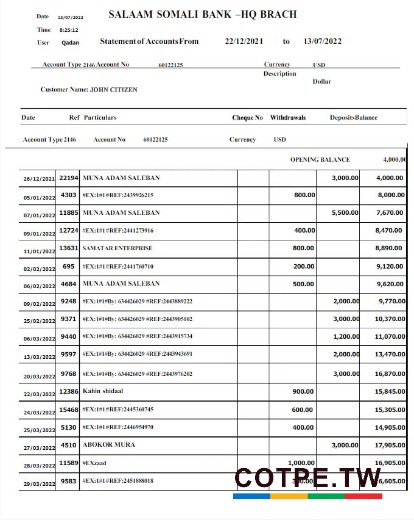 Date 13/07/2022 SALAAM SOMALI BANK –HQ BRACH
Time 8:25:12
User Qadan Statement of Accounts From 22/12/2021 to 13/07/2022
Account Type 2146 Account No 60122125 Currency USD
Description
Dollar
Customer Name: JOHN CITIZEN
Date Ref Particulars Cheque No Withdrawals Deposits Balance
Account Type 2146 Account No 60122125 Currency USD
OPENING BALANCE 4,000.00
26/12/2021 22194 MUNA ADAM SALEBAN 3,000.00 4,000.00
05/01/2022 4303 #EX:1#1#REF:2439926215 800.00 8,000.00
07/01/2022 11885 MUNA ADAM SALEBAN 5,500.00 7,670.00
09/01/2022 12724 #EX:1#1#REF:2441273916 400.00 8,470.00
11/01/2022 13631 SAMATAR ENTERPRISE 800.00 8,890.00
02/02/2022 695 #EX:1#1#REF:2441760710 200.00 9,120.00
06/02/2022 4684 MUNA ADAM SALEBAN 500.00 9,620.00
09/02/2022 9248 #EX:1#1#By: 634426029 #REF:2443889222 2,000.00 9,770.00
25/02/2022 9371 #EX:1#1#By: 634426029 #REF:2443905402 3,000.00 10,370.00
06/03/2022 9440 #EX:1#1#By: 634426029 #REF:2443915734 1,200.00 11,070.00
13/03/2022 9597 #EX:1#1#By: 634426029 #REF:2443943691 2,000.00 13,470.00
20/03/2022 9768 #EX:1#1#By: 634426029 #REF:2443976202 3,000.00 16,870.00
22/03/2022 12386 Kahin shidaal 900.00 15,845.00
24/03/2022 15468 #EX:1#1#REF:2445360745 600.00 15,305.00
25/03/2022 5130 #EX:1#1#REF:2446954970 400.00 14,905.00
27/03/2022 4510 ABOKOR MURA 3,000.00 17,905.00
28/03/2022 11589 #EXzaad 1,000.00 16,905.00
29/03/2022 9583 #EX:1#1#REF:2451888018 16,605.00
COTPE.TW